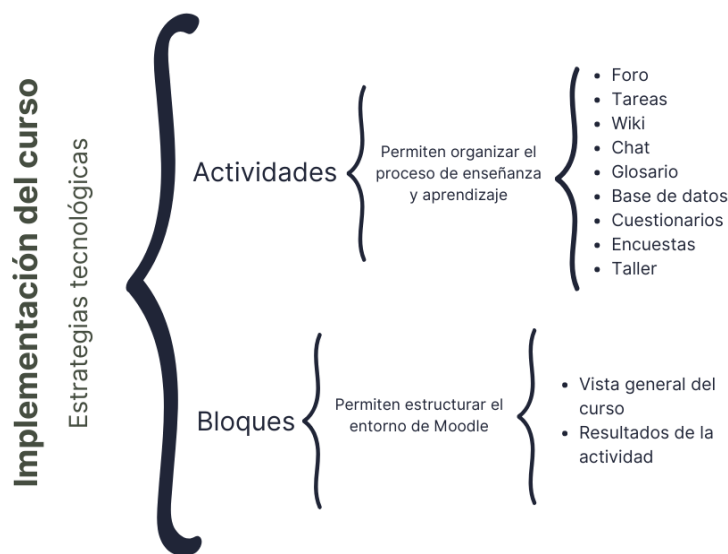 Implementación del curso
Estrategias tecnológicas
Actividades
Permiten organizar el
proceso de enseñanza
y aprendizaje
• Foro
• Tareas
• Wiki
• Chat
• Glosario
• Base de datos
• Cuestionarios
• Encuestas
• Taller
Bloques
Permiten estructurar el
entorno de Moodle
• Vista general del
curso
• Resultados de la
actividad